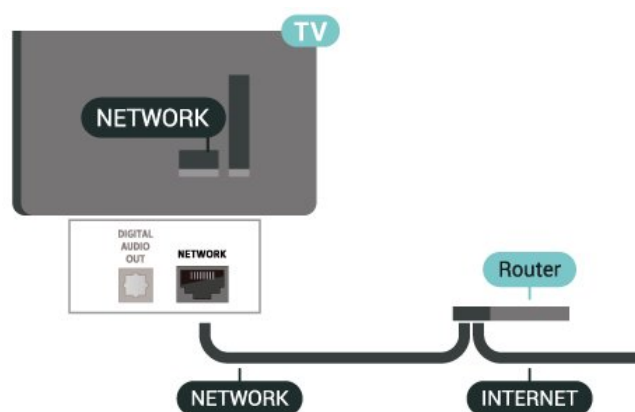 TV
NETWORK
DIGITAL
AUDIO
OUT
NETWORK
Router
NETWORK
INTERNET